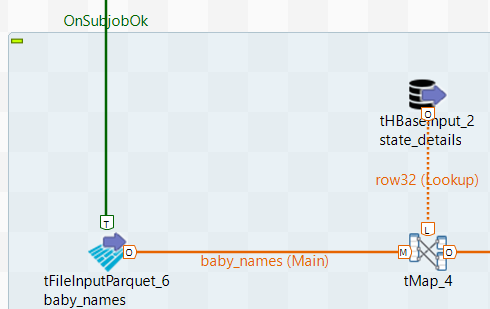 OnSubjobOk
tHBaseInput_2
O
state_details
row32 (Lookup)
T
L
O
baby_names (Main)
M
O
tFileInputParquet_6
baby_names
tMap_4